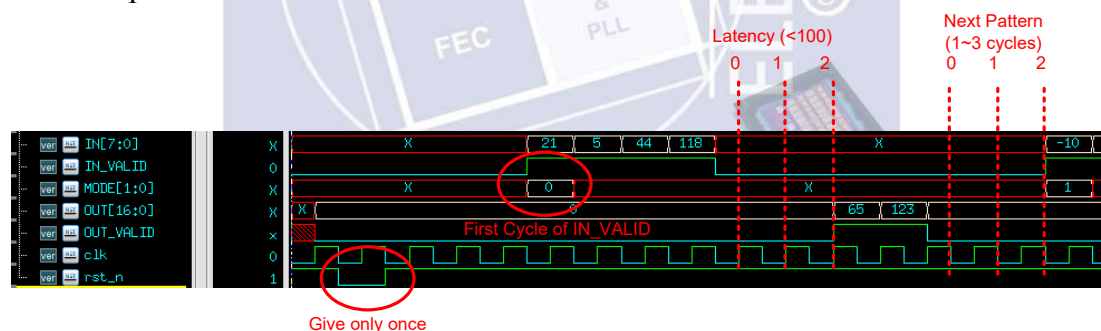 Next Pattern
(1~3 cycles)
0 1 2
Latency (<100)
0 1 2
FEC
&
PLL
IN[7:0] X X 21 5 44 118 X -10
IN_VALID 0
MODE[1:0] X X 0 X 1
OUT[16:0] X X 0 65 123
OUT_VALID x First Cycle of IN_VALID
clk 0
rst_n 1
Give only once